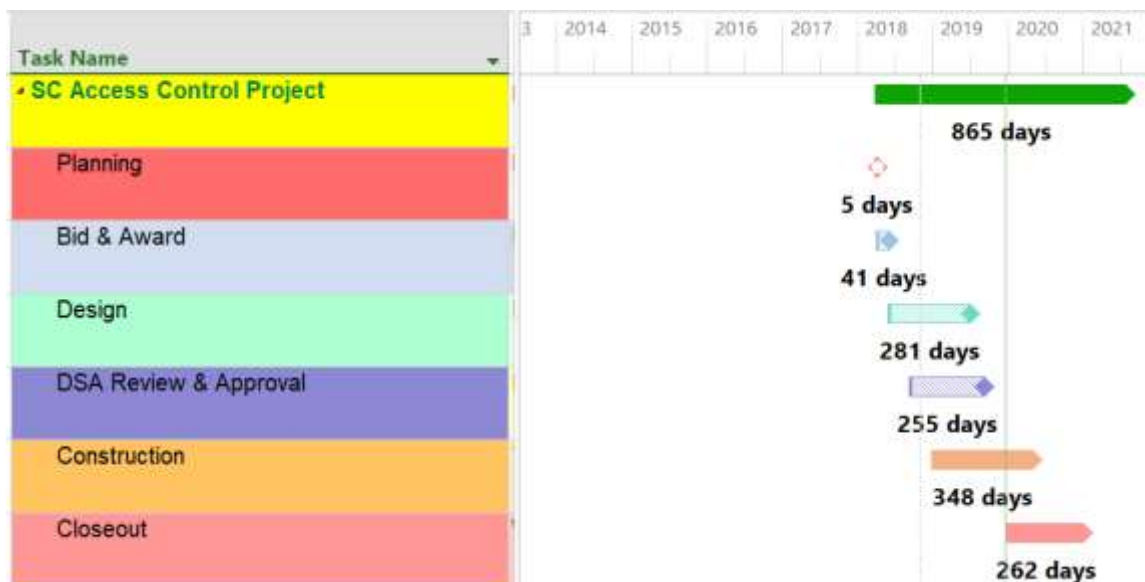 3 2014 2015 2016 2017 2018 2019 2020 2021
Task Name
SC Access Control Project
865 days
Planning
5 days
Bid & Award
41 days
Design
281 days
DSA Review & Approval
255 days
Construction
348 days
Closeout
262 days